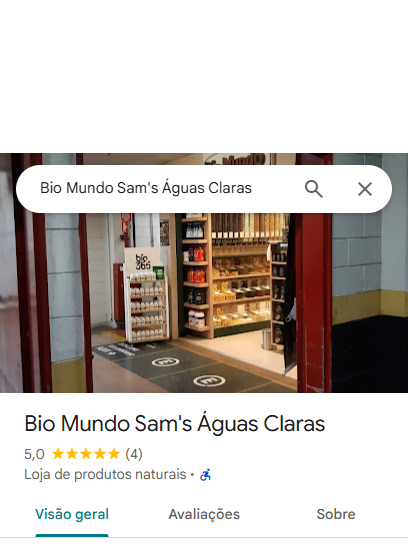 Bio Mundo Sam's Águas Claras
bio
365
Bio Mundo Sam's Águas Claras
5,0 (4)
Loja de produtos naturais ·
Visão geral
Avaliações
Sobre